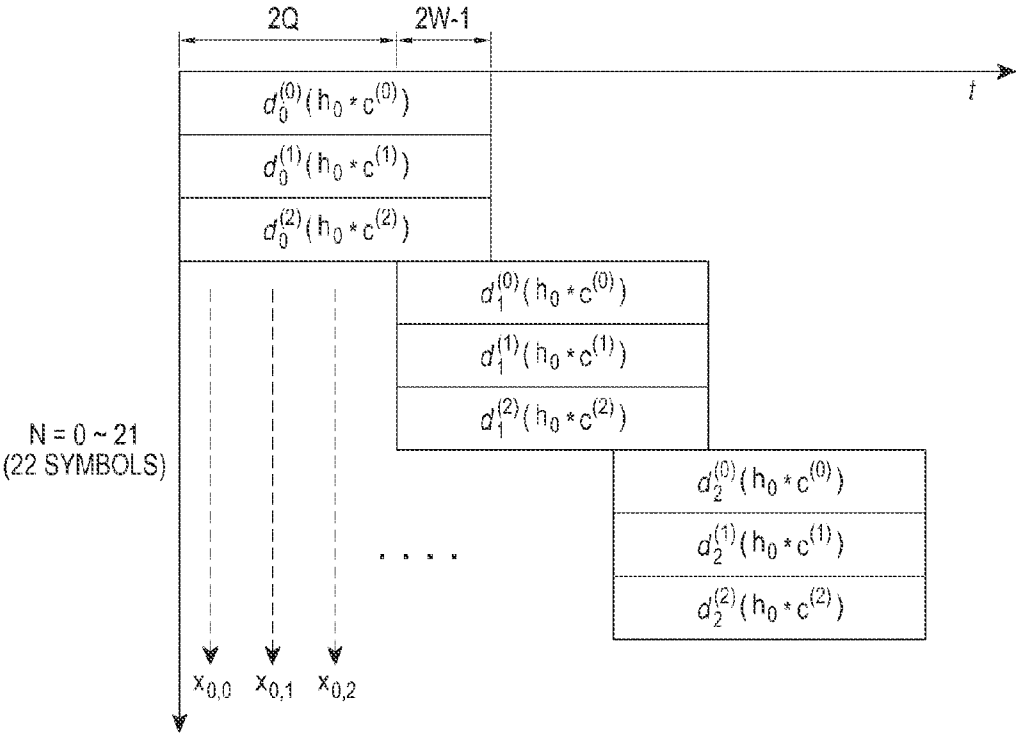 2Q 2W-1
t
d₀⁽⁰⁾(h₀*c⁽⁰⁾)
d₀⁽¹⁾(h₀*c⁽¹⁾)
d₀⁽²⁾(h₀*c⁽²⁾)
d₁⁽⁰⁾(h₀*c⁽⁰⁾)
d₁⁽¹⁾(h₀*c⁽¹⁾)
d₁⁽²⁾(h₀*c⁽²⁾)
N = 0 ~ 21
(22 SYMBOLS)
d₂⁽⁰⁾(h₀*c⁽⁰⁾)
d₂⁽¹⁾(h₀*c⁽¹⁾)
d₂⁽²⁾(h₀*c⁽²⁾)
. . . .
x₀,₀ x₀,₁ x₀,₂